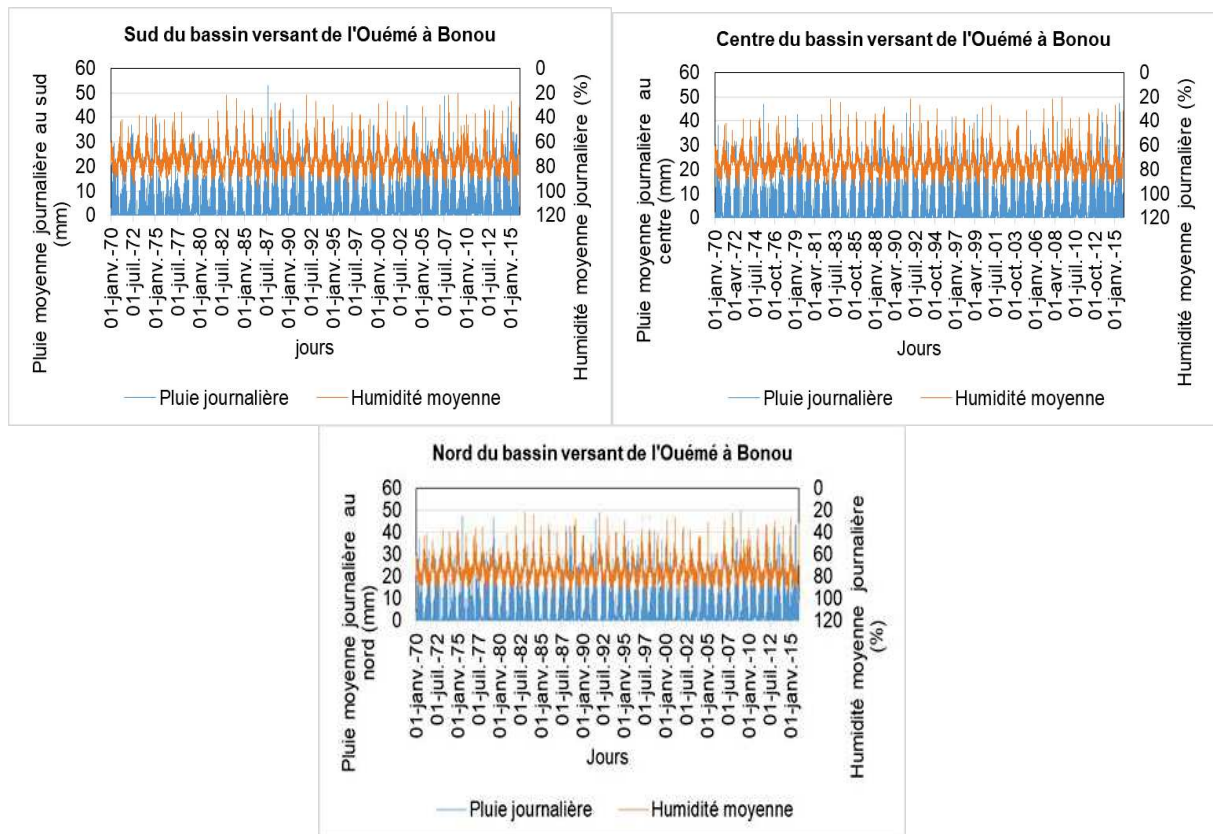 Sud du bassin versant de l'Ouémé à Bonou
Pluie moyenne journalière au sud
(mm)
60
50
40
30
20
10
0
0
20
40
60
80
100
120
Humidité moyenne journalière (%)
01-janv.-70
01-juil.-72
01-janv.-75
01-juil.-77
01-janv.-80
01-juil.-82
01-janv.-85
01-juil.-87
01-janv.-90
01-juil.-92
01-janv.-95
01-juil.-97
01-janv.-00
01-juil.-02
01-janv.-05
01-juil.-07
01-janv.-10
01-juil.-12
01-janv.-15
jours
Pluie journalière
Humidité moyenne
Centre du bassin versant de l'Ouémé à Bonou
Pluie moyenne journalière au
centre (mm)
60
50
40
30
20
10
0
0
20
40
60
80
100
120
Humidité moyenne journalière (%)
01-janv.-70
01-avr.-72
01-juil.-74
01-oct.-76
01-janv.-79
01-avr.-81
01-juil.-83
01-oct.-85
01-janv.-88
01-avr.-90
01-juil.-92
01-oct.-94
01-janv.-97
01-avr.-99
01-juil.-01
01-oct.-03
01-janv.-06
01-avr.-08
01-juil.-10
01-oct.-12
01-janv.-15
Jours
Pluie journalière
Humidité moyenne
Nord du bassin versant de l'Ouémé à Bonou
Pluie moyenne journalière au
nord (mm)
60
50
40
30
20
10
0
0
20
40
60
80
100
120
Humidité moyenne journalière
(%)
01-janv.-70
01-juil.-72
01-janv.-75
01-juil.-77
01-janv.-80
01-juil.-82
01-janv.-85
01-juil.-87
01-janv.-90
01-juil.-92
01-janv.-95
01-juil.-97
01-janv.-00
01-juil.-02
01-janv.-05
01-juil.-07
01-janv.-10
01-juil.-12
01-janv.-15
Jours
Pluie journalière
Humidité moyenne